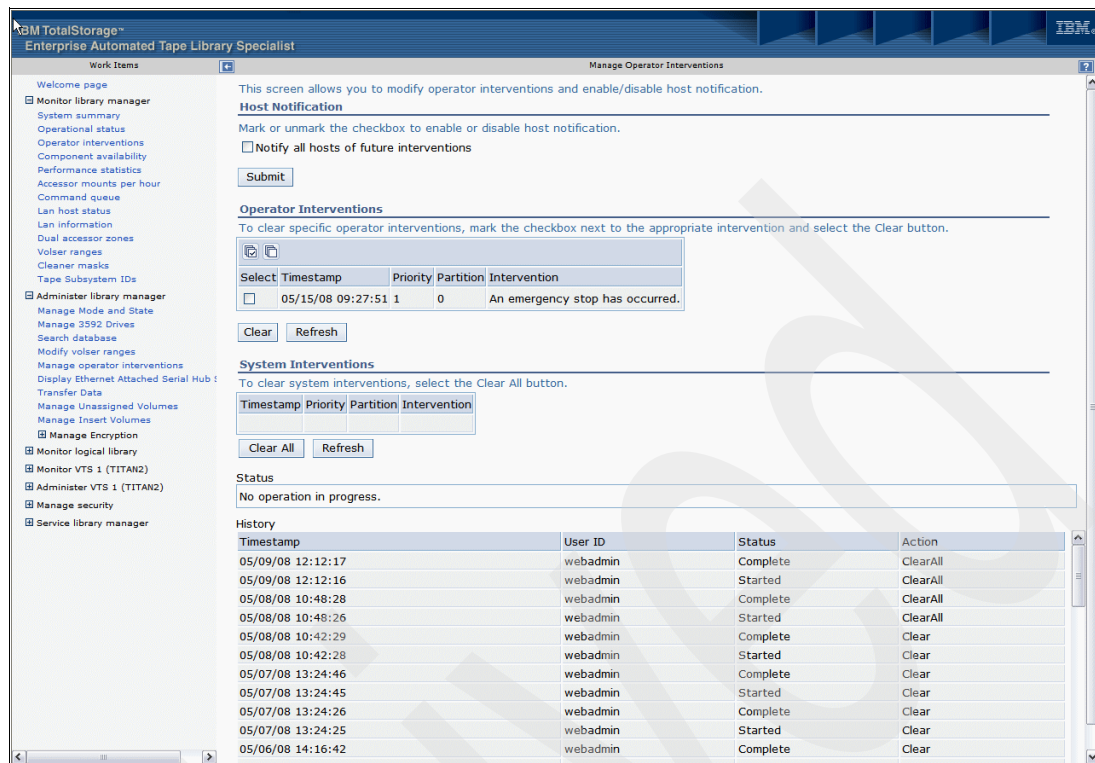 IBM TotalStorage™
Enterprise Automated Tape Library Specialist
IBM®
Work Items
Manage Operator Interventions
?
Welcome page
Monitor library manager
System summary
Operational status
Operator interventions
Component availability
Performance statistics
Accessor mounts per hour
Command queue
Lan host status
Lan information
Dual accessor zones
Volser ranges
Cleaner masks
Tape Subsystem IDs
Administer library manager
Manage Mode and State
Manage 3592 Drives
Search database
Modify volser ranges
Manage operator interventions
Display Ethernet Attached Serial Hub S
Transfer Data
Manage Unassigned Volumes
Manage Insert Volumes
Manage Encryption
Monitor logical library
Monitor VTS 1 (TITAN2)
Administer VTS 1 (TITAN2)
Manage security
Service library manager
This screen allows you to modify operator interventions and enable/disable host notification.
Host Notification
Mark or unmark the checkbox to enable or disable host notification.
Notify all hosts of future interventions
Submit
Operator Interventions
To clear specific operator interventions, mark the checkbox next to the appropriate intervention and select the Clear button.
Select Timestamp Priority Partition Intervention
05/15/08 09:27:51 1 0 An emergency stop has occurred.
Clear Refresh
System Interventions
To clear system interventions, select the Clear All button.
Timestamp Priority Partition Intervention
Clear All Refresh
Status
No operation in progress.
History
Timestamp User ID Status Action
05/09/08 12:12:17 webadmin Complete ClearAll
05/09/08 12:12:16 webadmin Started ClearAll
05/08/08 10:48:28 webadmin Complete ClearAll
05/08/08 10:48:26 webadmin Started ClearAll
05/08/08 10:42:29 webadmin Complete Clear
05/08/08 10:42:28 webadmin Started Clear
05/07/08 13:24:46 webadmin Complete Clear
05/07/08 13:24:45 webadmin Started Clear
05/07/08 13:24:26 webadmin Complete Clear
05/07/08 13:24:25 webadmin Started Clear
05/06/08 14:16:42 webadmin Complete Clear